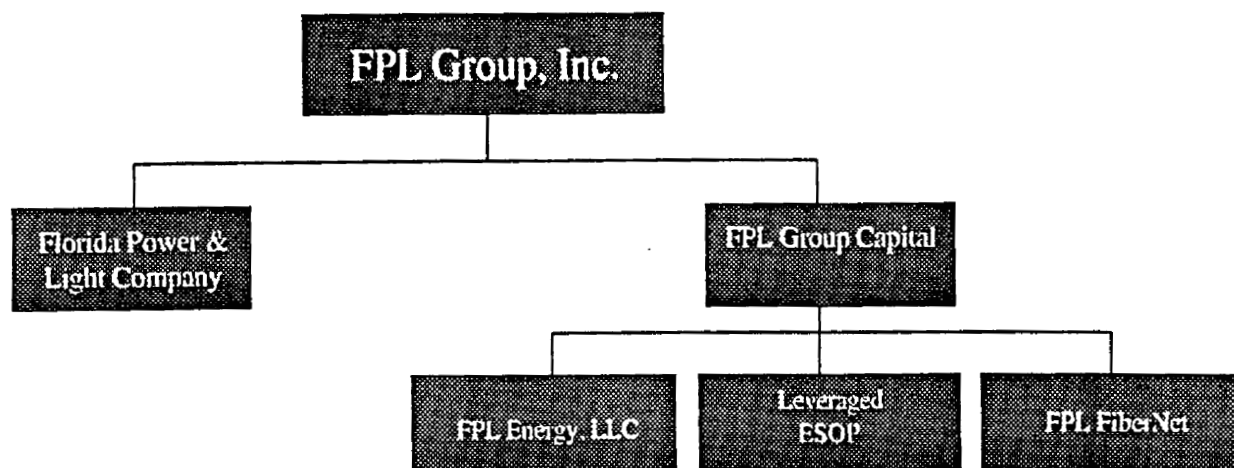 FPL Group, Inc.
Florida Power &
Light Company
FPL Group Capital
FPL Energy, LLC
Leveraged
ESOP
FPL FiberNet